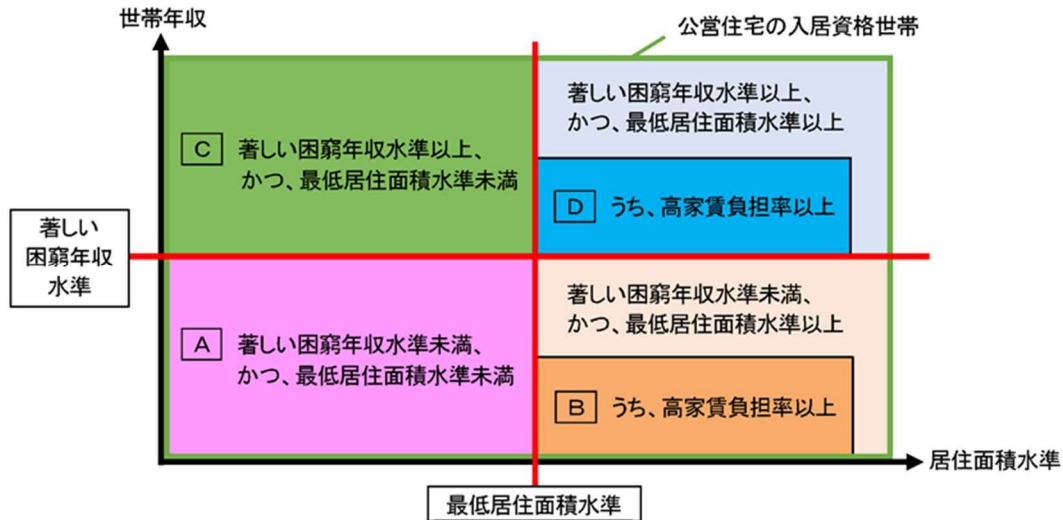 世帯年収
公営住宅の入居資格世帯
著しい困窮年収水準以上、
かつ、最低居住面積水準以上
C 著しい困窮年収水準以上、
かつ、最低居住面積水準未満
D うち、高家賃負担率以上
著しい
困窮年収
水準
著しい困窮年収水準未満、
かつ、最低居住面積水準以上
A 著しい困窮年収水準未満、
かつ、最低居住面積水準未満
B うち、高家賃負担率以上
居住面積水準
最低居住面積水準